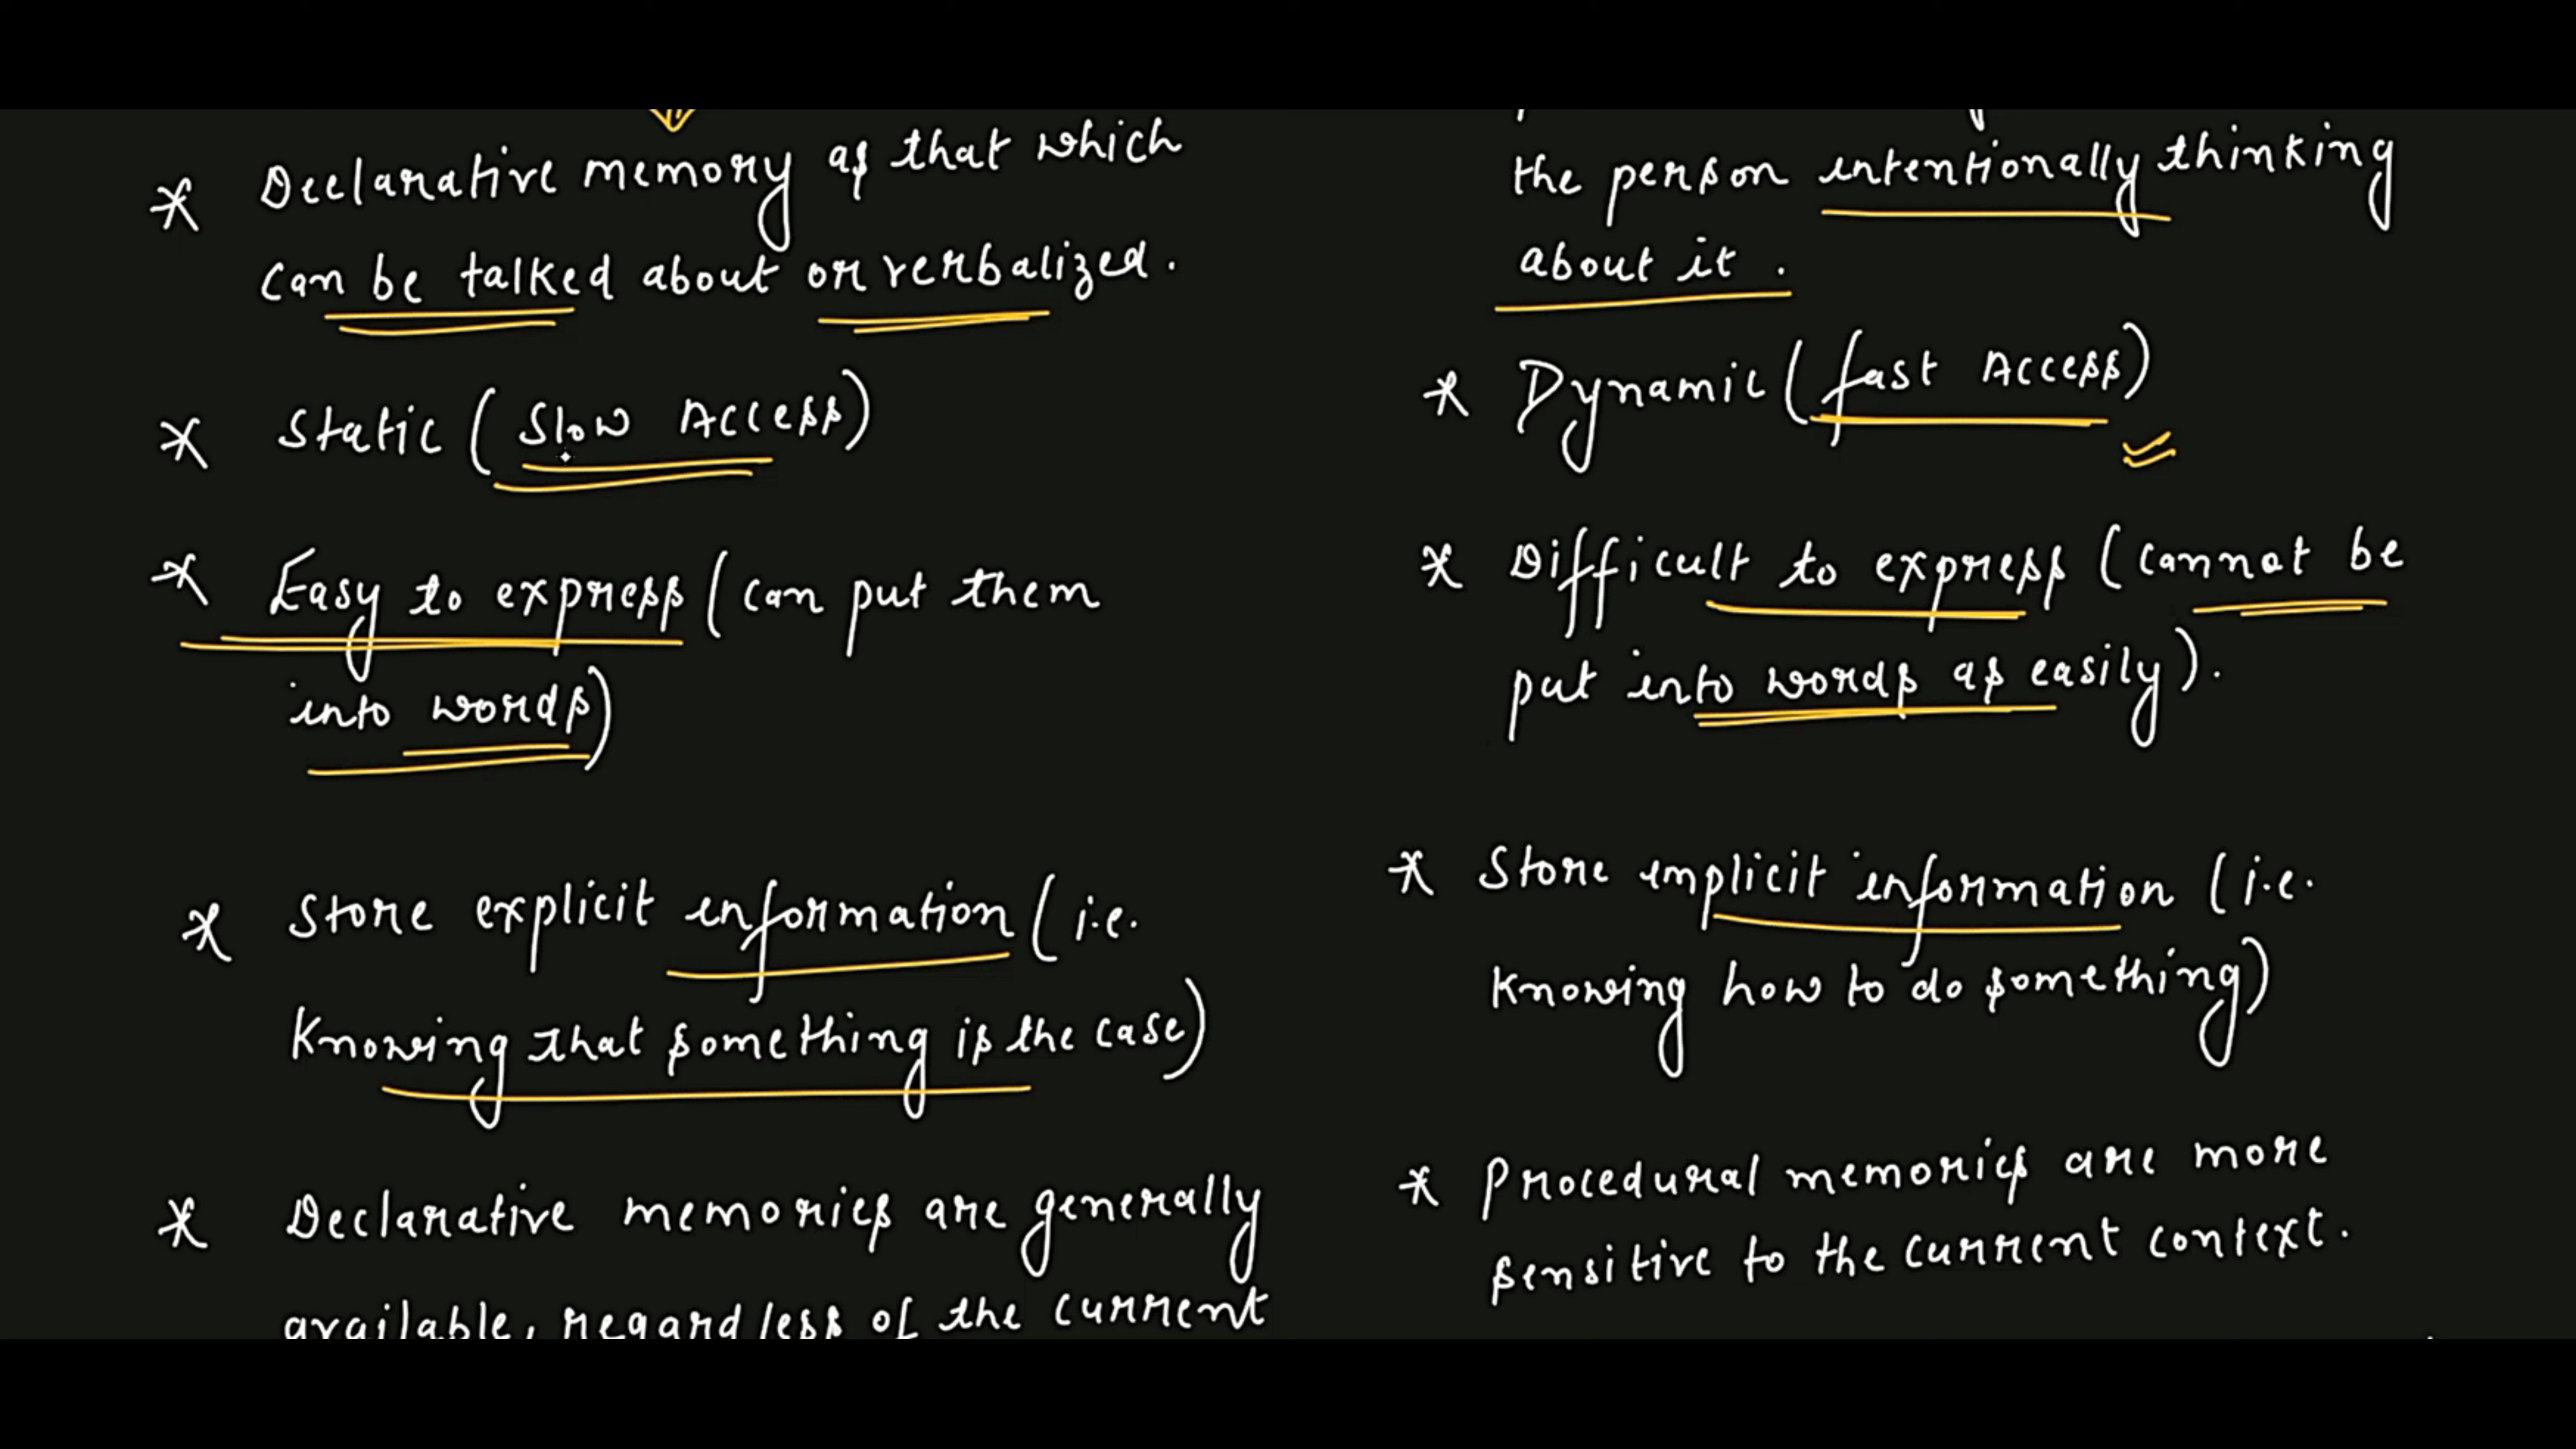 * Declarative memory as that which
can be talked about or verbalized.
* Static (Slow Access)
* Easy to express (can put them
into words)
* Store explicit information (i.e.
Knowing that something is the case)
* Declarative memories are generally
available, regardless of the current
the person intentionally thinking
about it.
* Dynamic (fast Access)
* Difficult to express (cannot be
put into words as easily).
* Store implicit information (i.e.
Knowing how to do something)
* Procedural memories are more
sensitive to the current context.